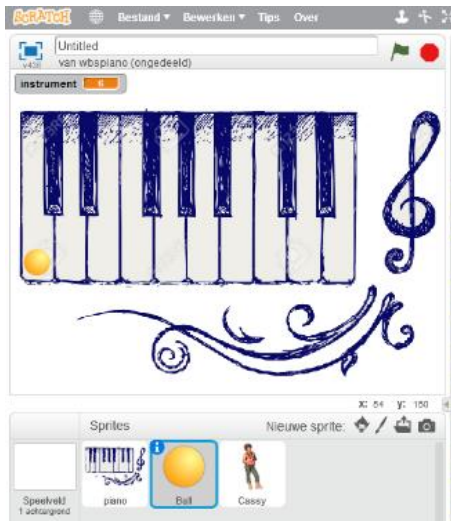 SCRATCH Bestand▼ Bewerken▼ Tips Over
Untitled
v430
van wbspiano (ongedeeld)
instrument 6
x: 64 y: 150
Sprites Nieuwe sprite:
Speelveld
1 achtergrond
piano Ball Cassy